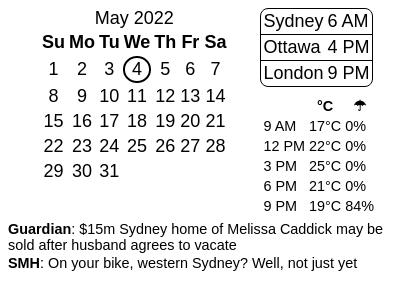 May 2022
Su Mo Tu We Th Fr Sa
1 2 3 4 5 6 7
8 9 10 11 12 13 14
15 16 17 18 19 20 21
22 23 24 25 26 27 28
29 30 31
Sydney 6 AM
Ottawa 4 PM
London 9 PM
°C ☂
9 AM 17°C 0%
12 PM 22°C 0%
3 PM 25°C 0%
6 PM 21°C 0%
9 PM 19°C 84%
Guardian: $15m Sydney home of Melissa Caddick may be
sold after husband agrees to vacate
SMH: On your bike, western Sydney? Well, not just yet